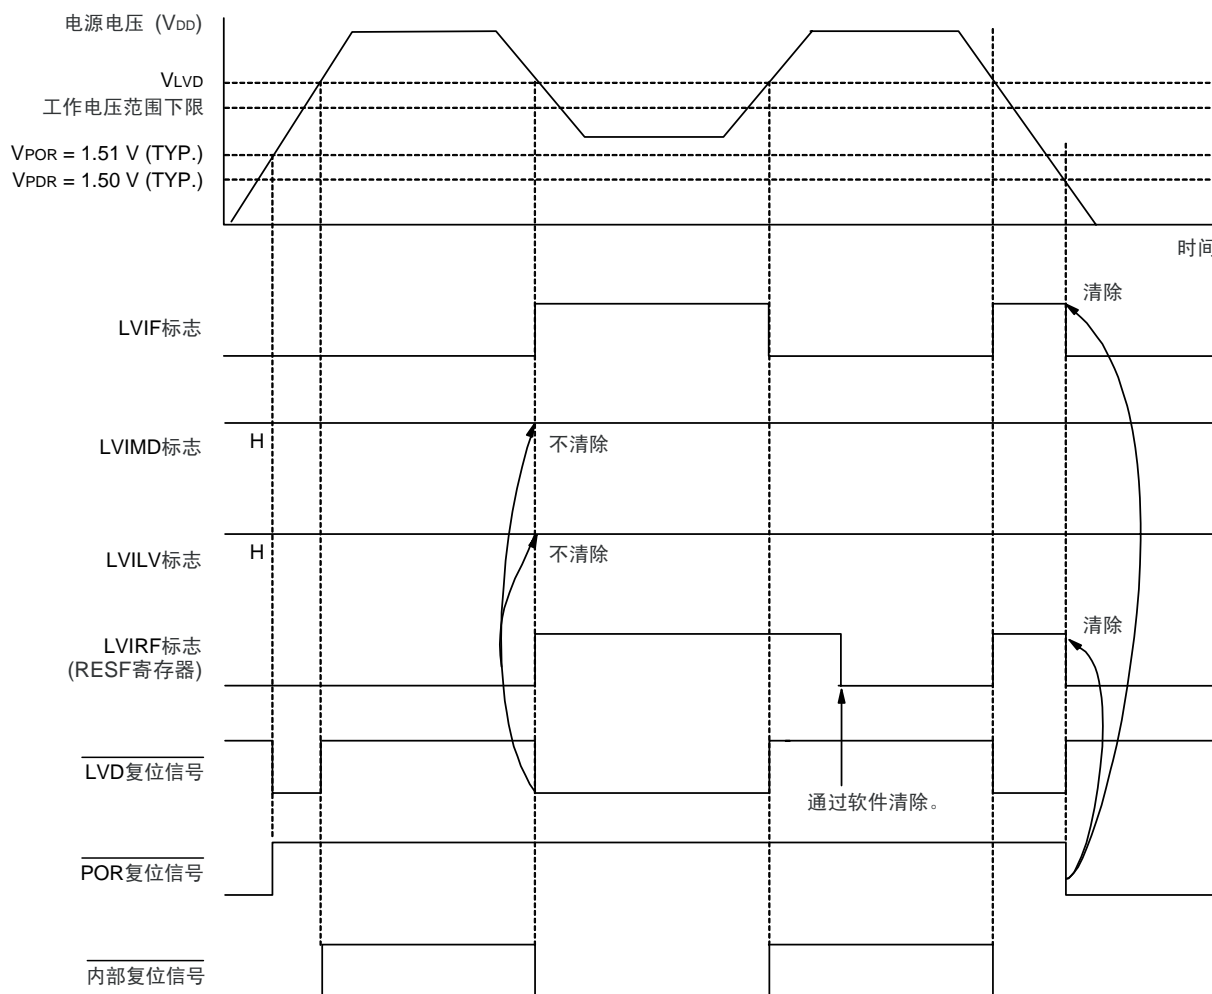 电源电压 (VDD)
VLVD
工作电压范围下限
VPOR = 1.51 V (TYP.)
VPDR = 1.50 V (TYP.)
时间
清除
LVIF标志
H
LVIMD标志
不清除
H
LVILV标志
不清除
清除
LVIRF标志
(RESF寄存器)
LVD复位信号
通过软件清除。
POR复位信号
内部复位信号